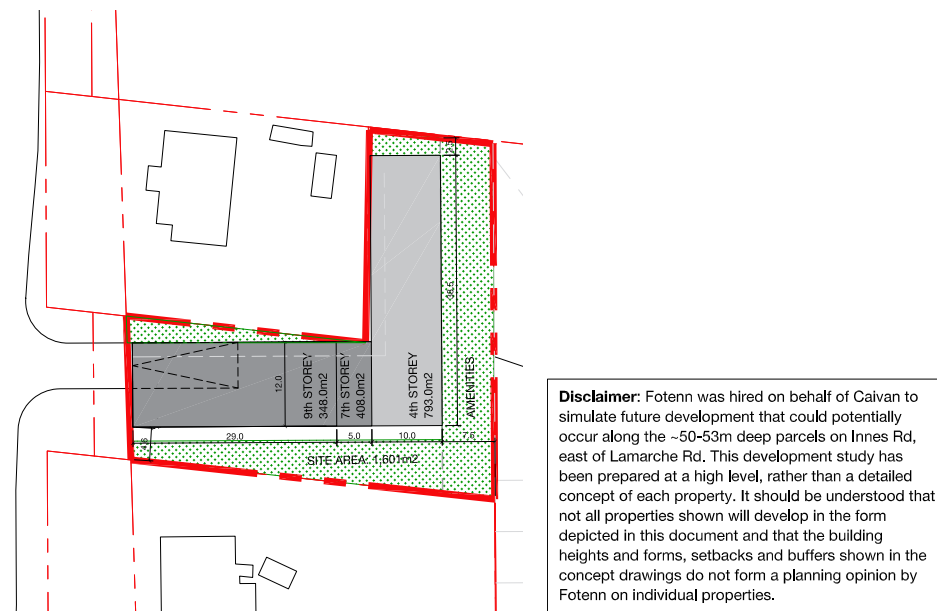 2.5
38.5
12.0
9th STOREY
348.0m2
7th STOREY
408.0m2
4th STOREY
793.0m2
AMENITIES
29.0
5.0
10.0
SITE AREA: 1,601m2
Disclaimer: Fotenn was hired on behalf of Caivan to
simulate future development that could potentially
occur along the ~50-53m deep parcels on Innes Rd,
east of Lamarche Rd. This development study has
been prepared at a high level, rather than a detailed
concept of each property. It should be understood that
not all properties shown will develop in the form
depicted in this document and that the building
heights and forms, setbacks and buffers shown in the
concept drawings do not form a planning opinion by
Fotenn on individual properties.